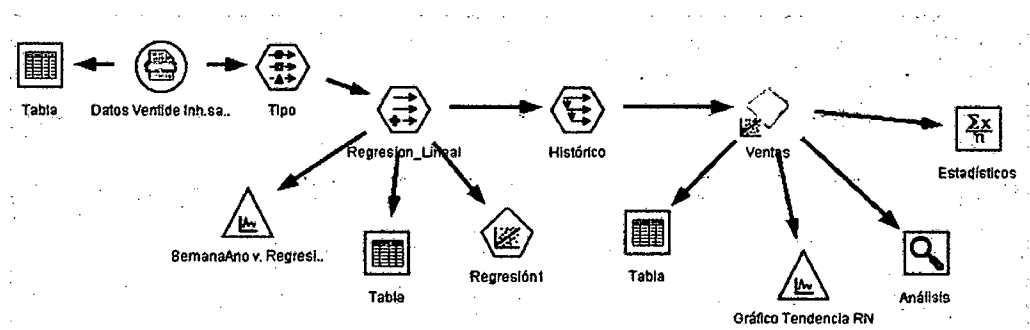 Tabla
Datos Ventide Inh.sa..
Tipo
Regresion_Lineal
Histórico
Ventas
Σx
n
Estadísticos
SemanaAno v. Regresi..
Tabla
Regresión1
Tabla
Gráfico Tendencia RN
Análisis